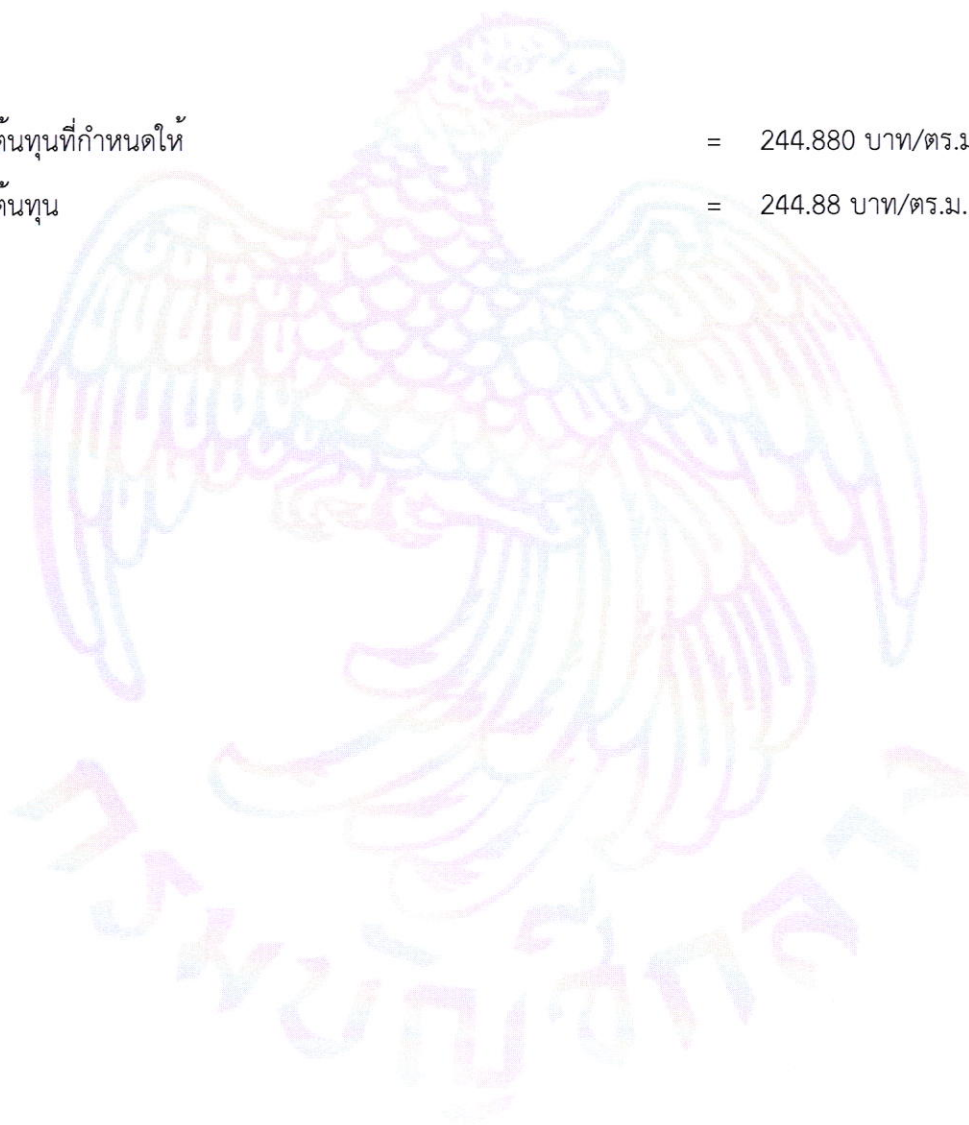 ต้นทุนที่กำหนดให้ = 244.880 บาท/ตร.ม
ต้นทุน = 244.88 บาท/ตร.ม.
กรมบัญชีกลาง